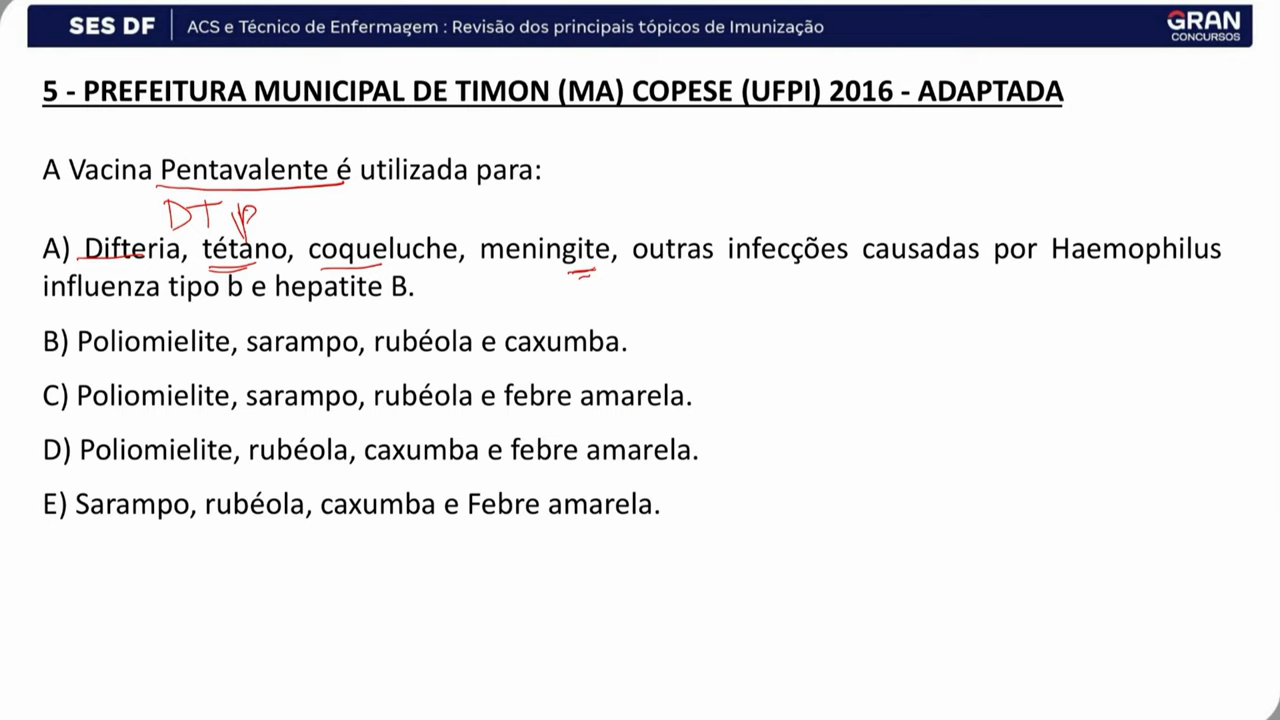 SES DF
ACS e Técnico de Enfermagem : Revisão dos principais tópicos de Imunização
GRAN
CONCURSOS
5 - PREFEITURA MUNICIPAL DE TIMON (MA) COPESE (UFPI) 2016 - ADAPTADA
A Vacina Pentavalente é utilizada para:
DTP
A) Difteria, tétano, coqueluche, meningite, outras infecções causadas por Haemophilus
influenza tipo b e hepatite B.
B) Poliomielite, sarampo, rubéola e caxumba.
C) Poliomielite, sarampo, rubéola e febre amarela.
D) Poliomielite, rubéola, caxumba e febre amarela.
E) Sarampo, rubéola, caxumba e Febre amarela.